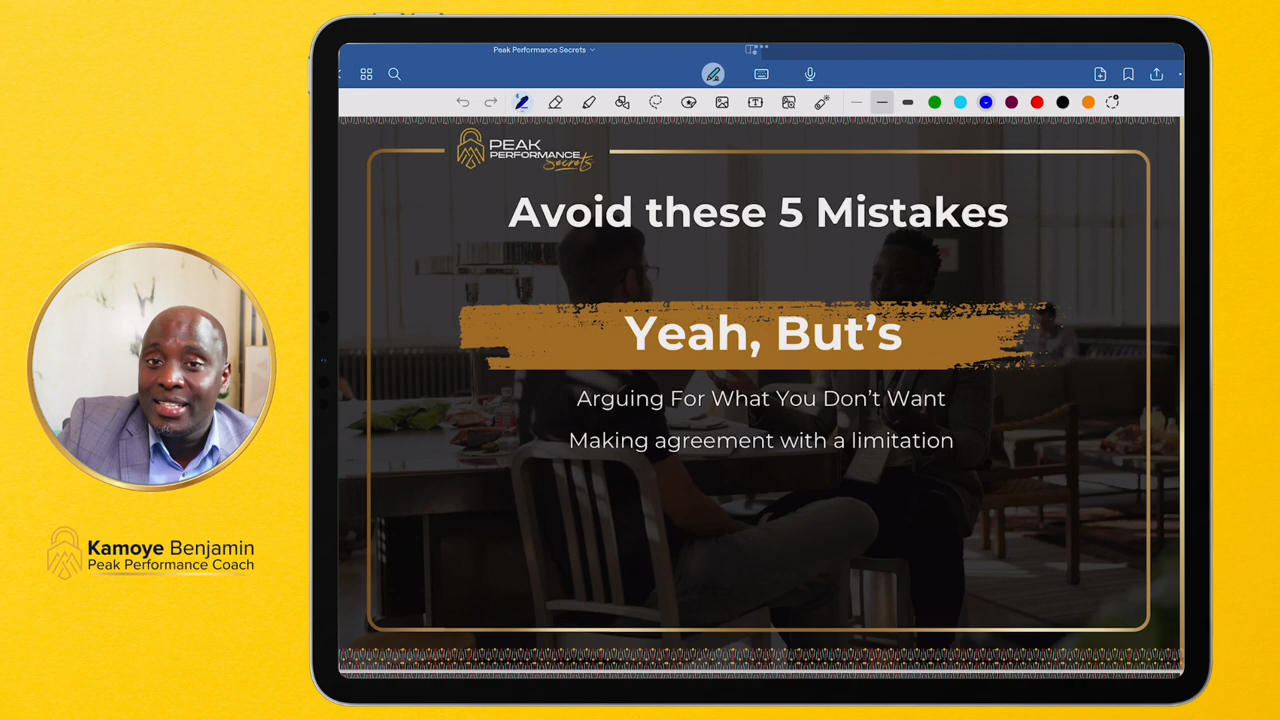 Peak Performance Secrets
PEAK
PERFORMANCE
Secrets
Avoid these 5 Mistakes
Yeah, But’s
Arguing For What You Don’t Want
Making agreement with a limitation
Kamoye Benjamin
Peak Performance Coach